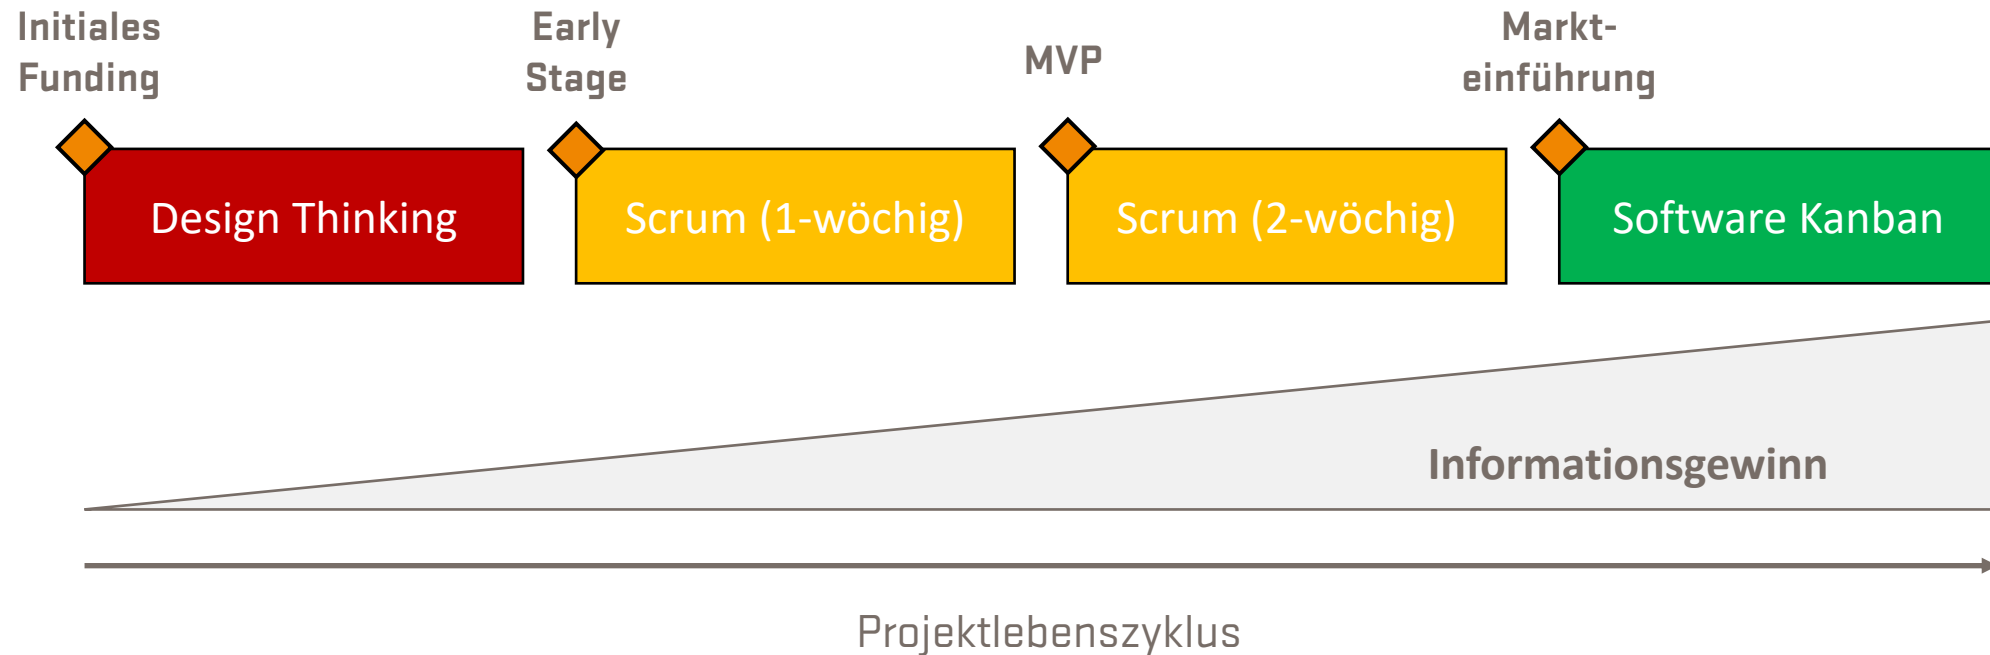 Initiales
Funding
Early
Stage
MVP
Markt-
einführung
Design Thinking
Scrum (1-wöchig)
Scrum (2-wöchig)
Software Kanban
Informationsgewinn
Projektlebenszyklus